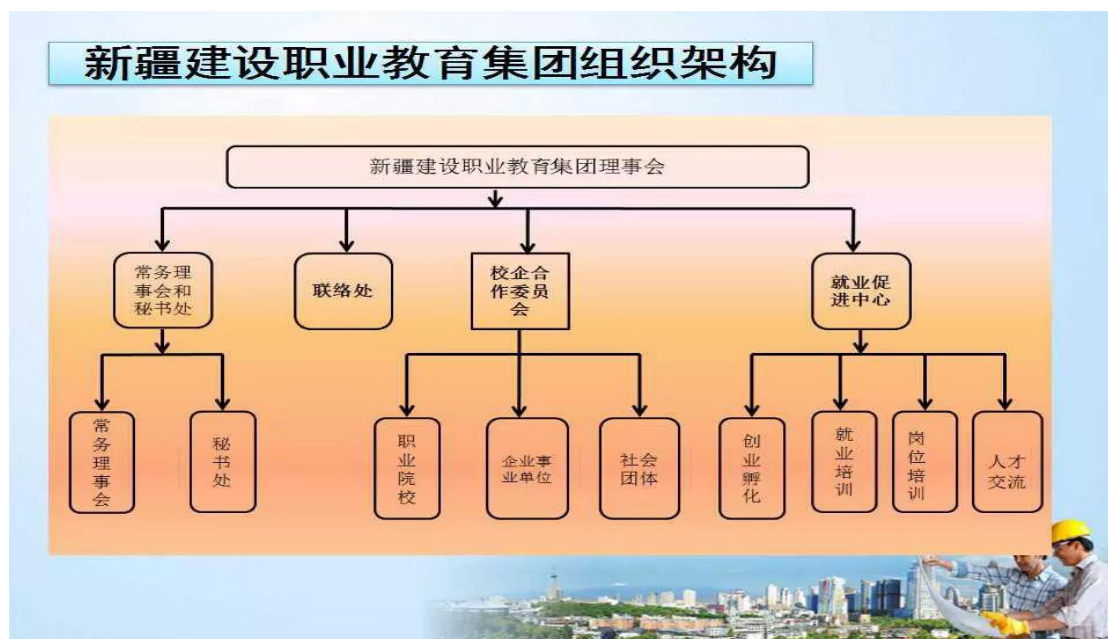 新疆建设职业教育集团组织架构
新疆建设职业教育集团理事会
常务理
事会和
秘书处
联络处
校企合
作委员
会
就业促
进中心
常务理事会
秘书处
职业院校
企业事
业单位
社会
团体
创业孵化
就业培训
岗位培训
人才
交流